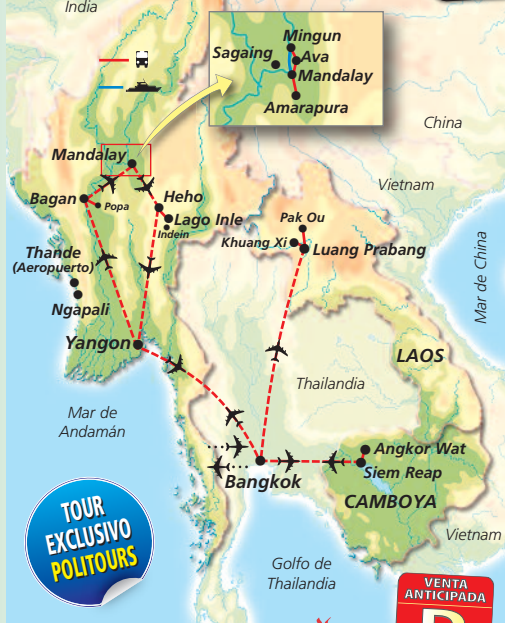 India
Mingun
Sagaing
Ava
Mandalay
Amarapura
China
Mandalay
Vietnam
Bagan
Popa
Heho
Lago Inle
Indein
Pak Ou
Khuang Xi
Luang Prabang
Thande
(Aeropuerto)
Ngapali
Mar de China
Yangon
LAOS
Thailandia
Mar de
Andamán
Angkor Wat
Siem Reap
Bangkok
CAMBOYA
Vietnam
TOUR
EXCLUSIVO
POLITOURS
Golfo de
Thailandia
VENTA
ANTICIPADA